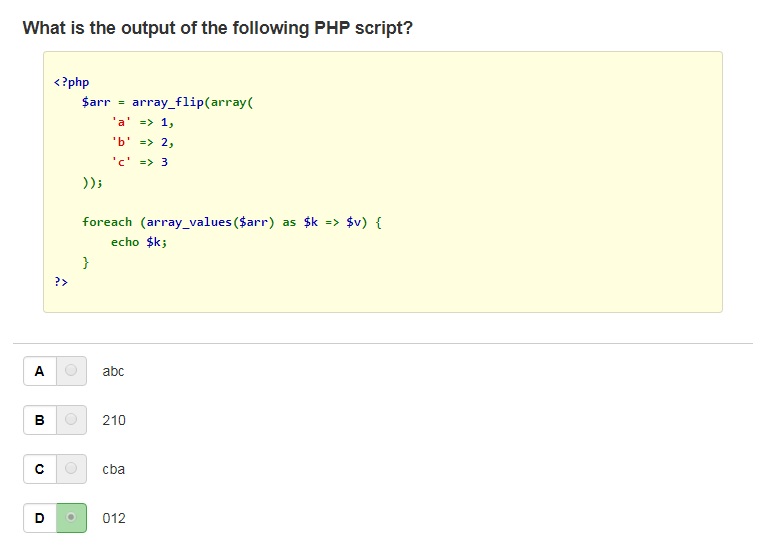 What is the output of the following PHP script?
<?php
$arr = array_flip(array(
'a' => 1,
'b' => 2,
'c' => 3
));
foreach (array_values($arr) as $k => $v) {
echo $k;
}
?>
A abc
B 210
C cba
D 012